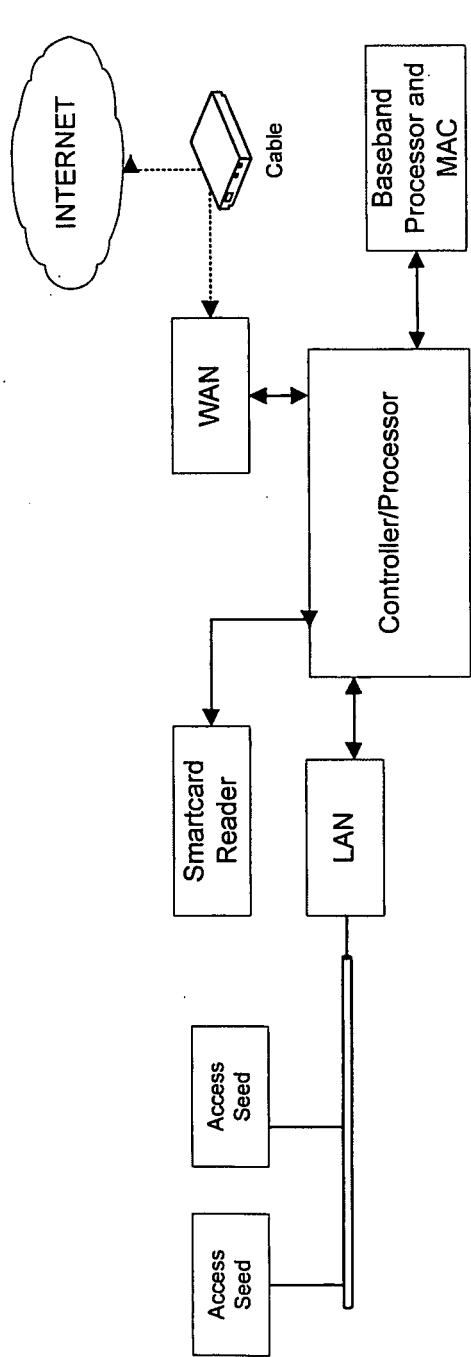 INTERNET
Cable
WAN
Baseband
Processor and
MAC
Smartcard
Reader
Controller/Processor
LAN
Access
Seed
Access
Seed